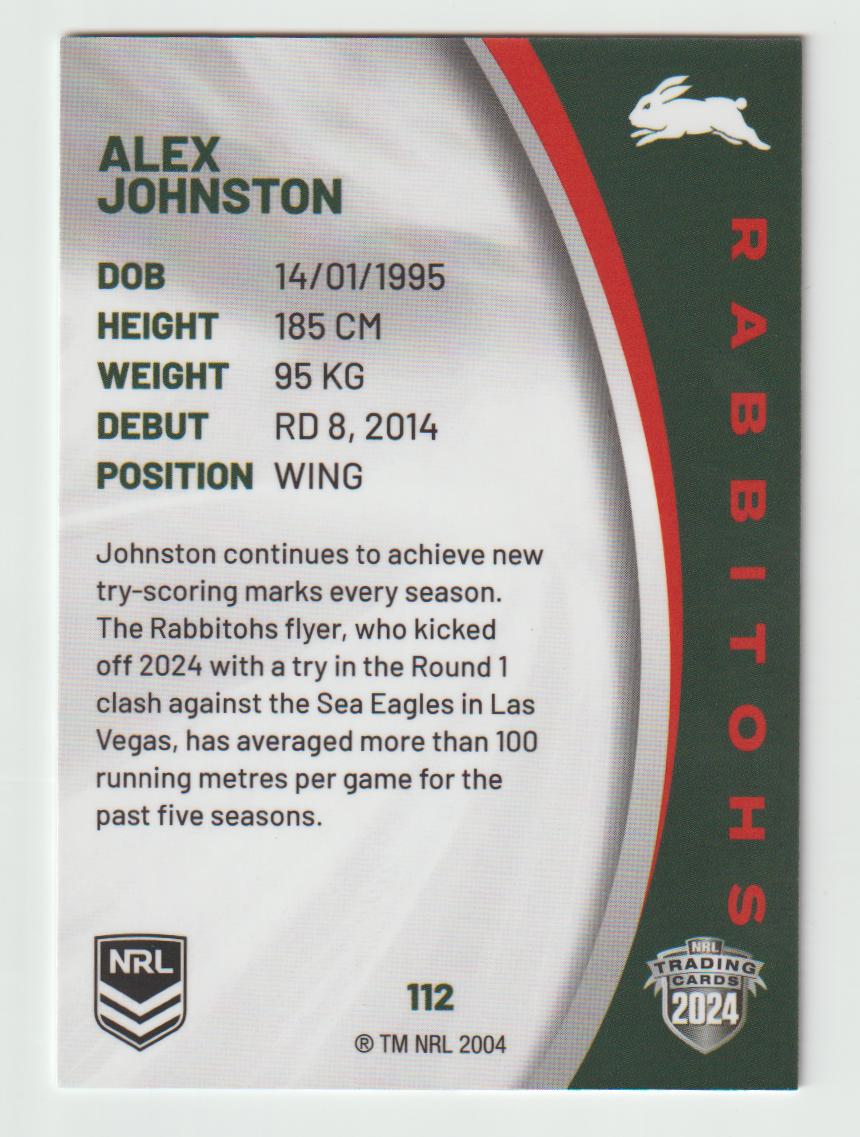 ALEX
JOHNSTON
DOB 14/01/1995
HEIGHT 185 CM
WEIGHT 95 KG
DEBUT RD 8, 2014
POSITION WING
Johnston continues to achieve new
try-scoring marks every season.
The Rabbitohs flyer, who kicked
off 2024 with a try in the Round 1
clash against the Sea Eagles in Las
Vegas, has averaged more than 100
running metres per game for the
past five seasons.
NRL
112
® TM NRL 2004
RABBITOHS
NRL
TRADING
CARDS
2024